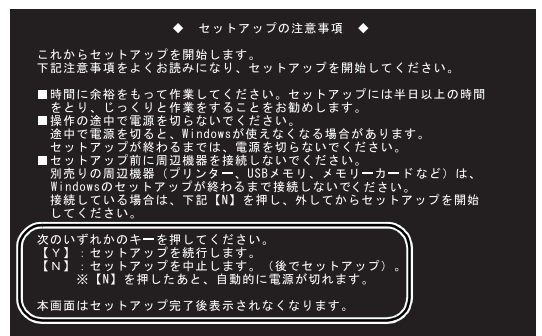 ◆ セットアップの注意事項 ◆
これからセットアップを開始します。
下記注意事項をよくお読みになり、セットアップを開始してください。
■時間に余裕をもって作業してください。セットアップには半日以上の時間
をとり、じっくりと作業をすることをお勧めします。
■操作の途中で電源を切らないでください。
途中で電源を切ると、Windowsが使えなくなる場合があります。
セットアップが終わるまでは、電源を切らないでください。
■セットアップ前に周辺機器を接続しないでください。
別売りの周辺機器（プリンター、USBメモリ、メモリーカードなど）は、
Windowsのセットアップが終わるまで接続しないでください。
接続している場合は、下記【N】を押し、外してからセットアップを開始
してください。
次のいずれかのキーを押してください。
【Y】：セットアップを続行します。
【N】：セットアップを中止します。（後でセットアップ）。
※【N】を押したあと、自動的に電源が切れます。
本画面はセットアップ完了後表示されなくなります。